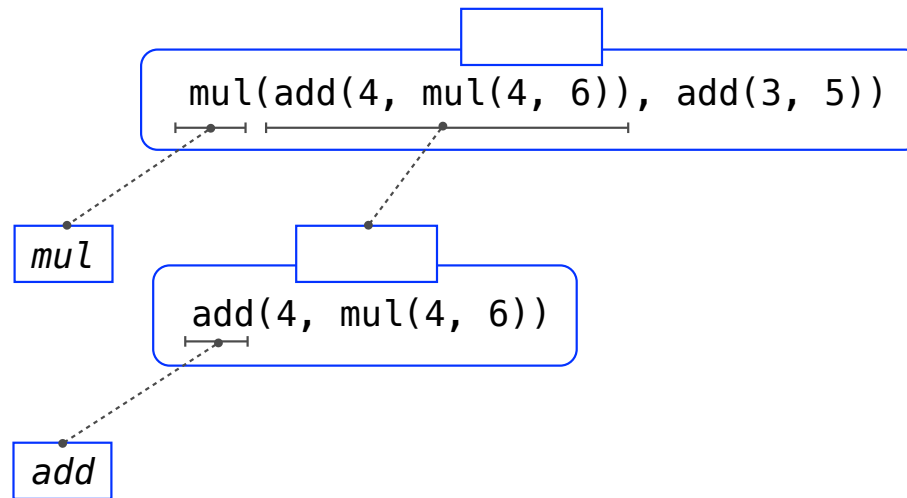 mul(add(4, mul(4, 6)), add(3, 5))
mul
add(4, mul(4, 6))
add